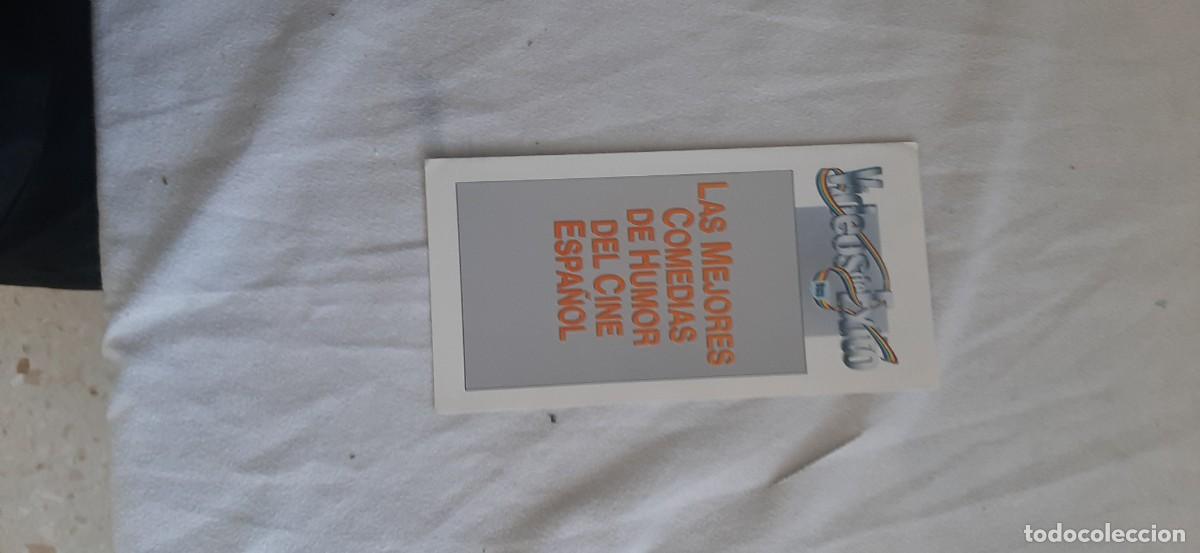 LAS MEJORES
COMEDIAS
DE HUMOR
DEL CINE
ESPAÑOL
todocoleccion